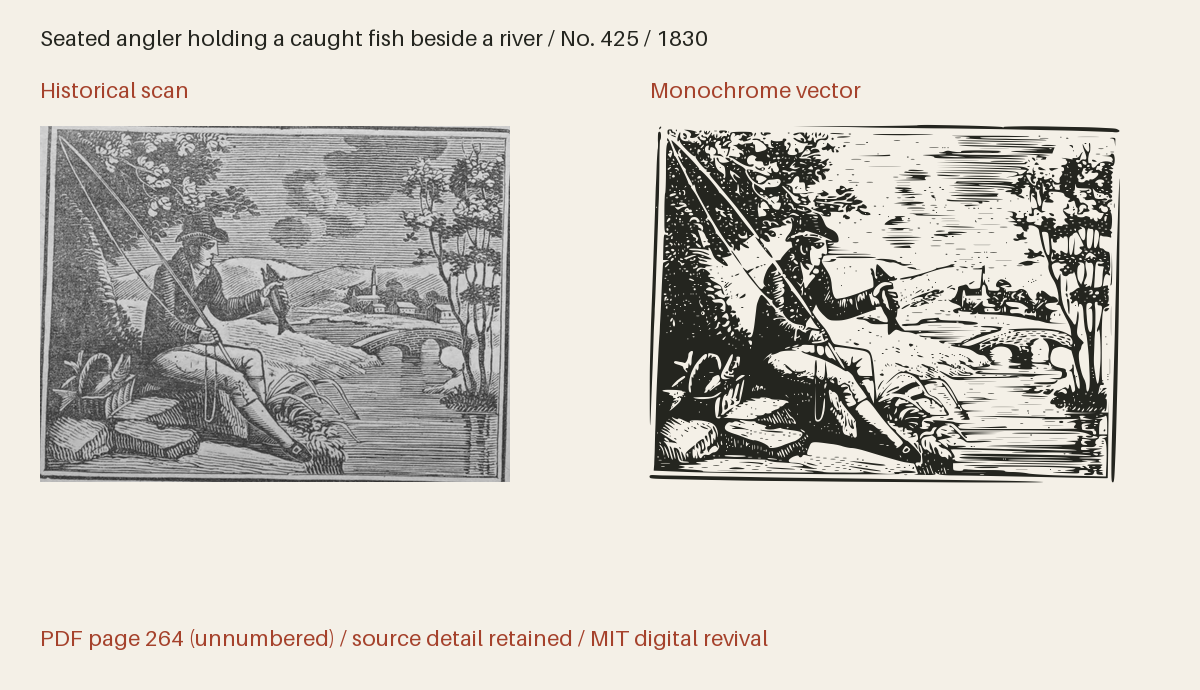 Seated angler holding a caught fish beside a river / No. 425 / 1830
Historical scan
Monochrome vector
PDF page 264 (unnumbered) / source detail retained / MIT digital revival